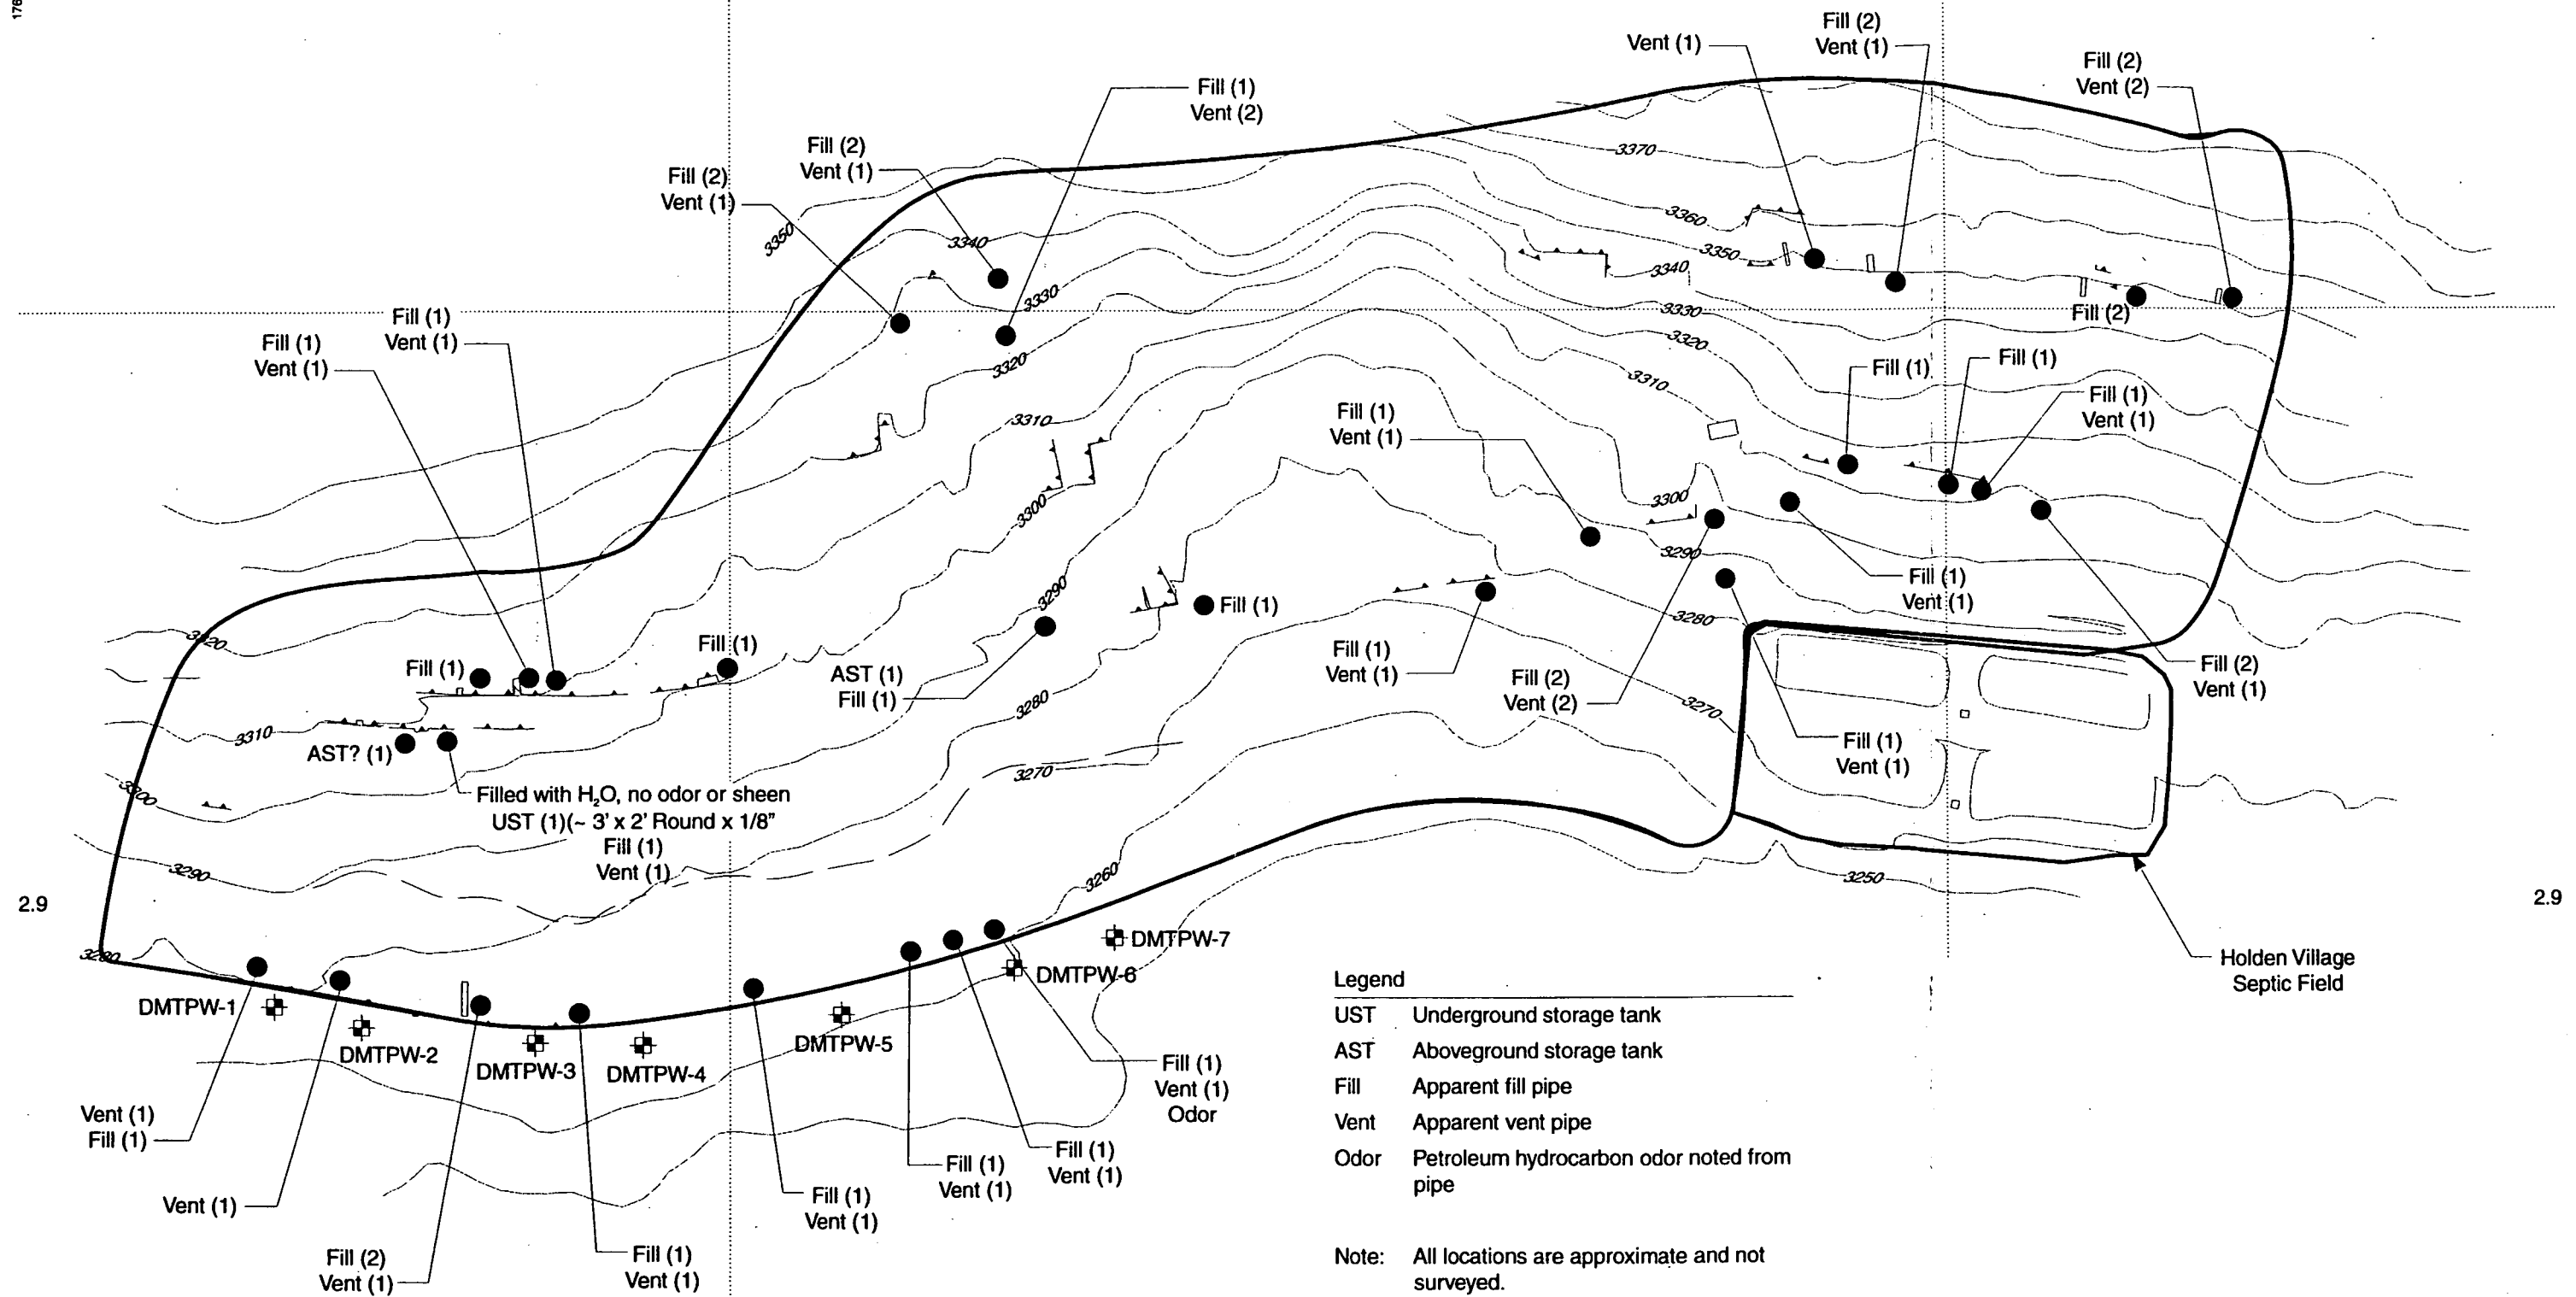 176
Fill (2)
Vent (1)
Vent (1)
Fill (2)
Vent (2)
Fill (1)
Vent (2)
Fill (2)
Vent (1)
Fill (2)
Vent (1)
3370
3360
3350
3340
3350
3340
3330
3330
Fill (2)
Fill (1)
Vent (1)
Fill (1)
Vent (1)
3320
3320
3310
3310
Fill (1)
Fill (1)
Fill (1)
Vent (1)
Fill (1)
Vent (1)
3300
3300
3290
3290
Fill (1)
Vent (1)
Fill (1)
3280
3320
Fill (1)
Fill (1)
AST (1)
Fill (1)
Fill (1)
Vent (1)
Fill (2)
Vent (2)
Fill (2)
Vent (1)
3280
3270
3310
AST? (1)
Fill (1)
Vent (1)
3270
3300
Filled with H₂O, no odor or sheen
UST (1)(~ 3' x 2' Round x 1/8"
Fill (1)
Vent (1)
3290
3260
3250
2.9
2.9
3280
DMTPW-7
DMTPW-6
DMTPW-1
DMTPW-2
DMTPW-3
DMTPW-4
DMTPW-5
Holden Village
Septic Field
Vent (1)
Fill (1)
Vent (1)
Fill (2)
Vent (1)
Fill (1)
Vent (1)
Fill (1)
Vent (1)
Fill (1)
Vent (1)
Fill (1)
Vent (1)
Fill (1)
Vent (1)
Odor
Legend
UST Underground storage tank
AST Aboveground storage tank
Fill Apparent fill pipe
Vent Apparent vent pipe
Odor Petroleum hydrocarbon odor noted from
pipe
Note: All locations are approximate and not
surveyed.